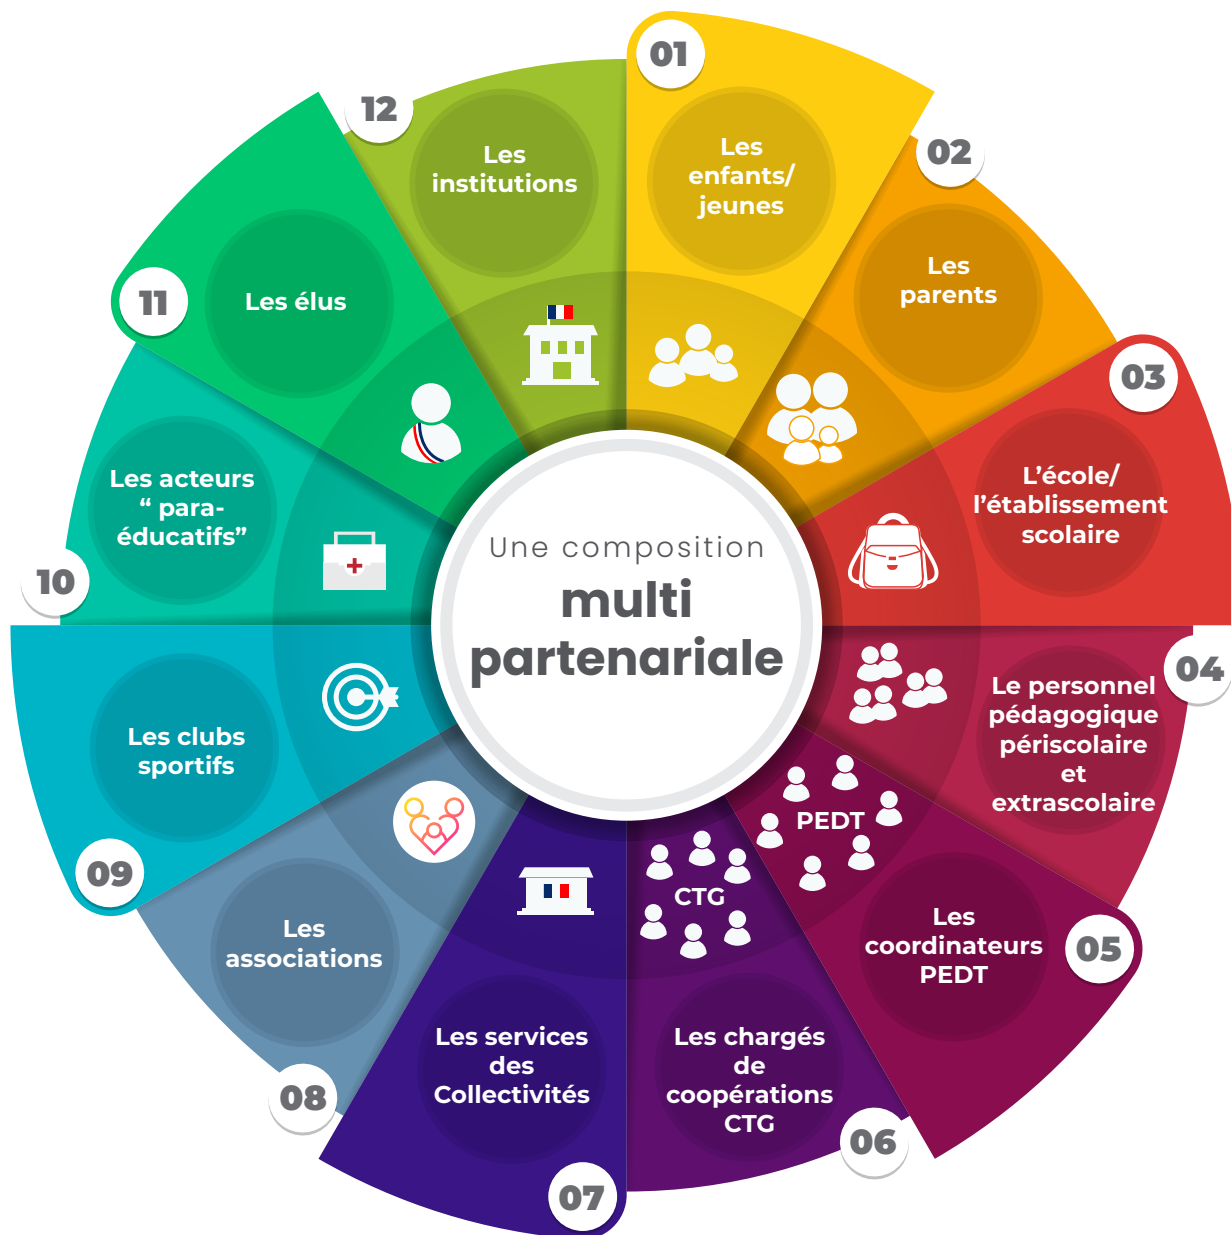 Une composition
multi
partenariale
01
Les
enfants/
jeunes
02
Les
parents
03
L’école/
l’établissement
scolaire
04
Le personnel
pédagogique
périscolaire
et
extrascolaire
05
Les
coordinateurs
PEDT
PEDT
06
Les chargés
de
coopérations
CTG
CTG
07
Les services
des
Collectivités
08
Les
associations
09
Les clubs
sportifs
10
Les acteurs
“ para-
éducatifs”
11
Les élus
12
Les
institutions